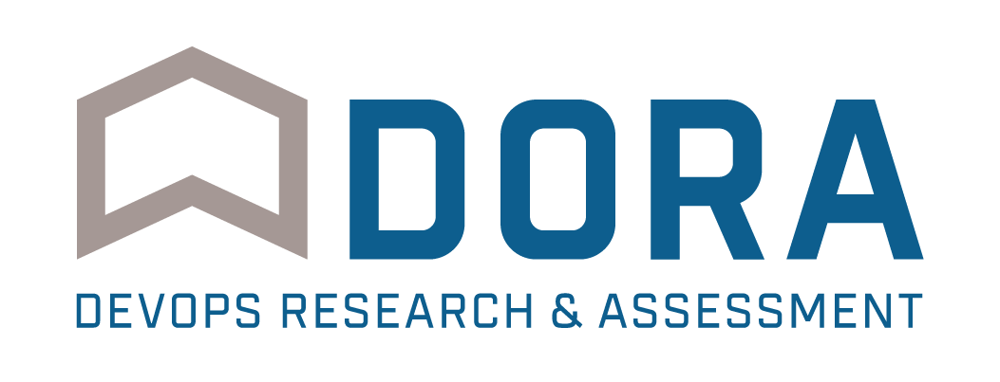 DORA
DEVOPS RESEARCH & ASSESSMENT